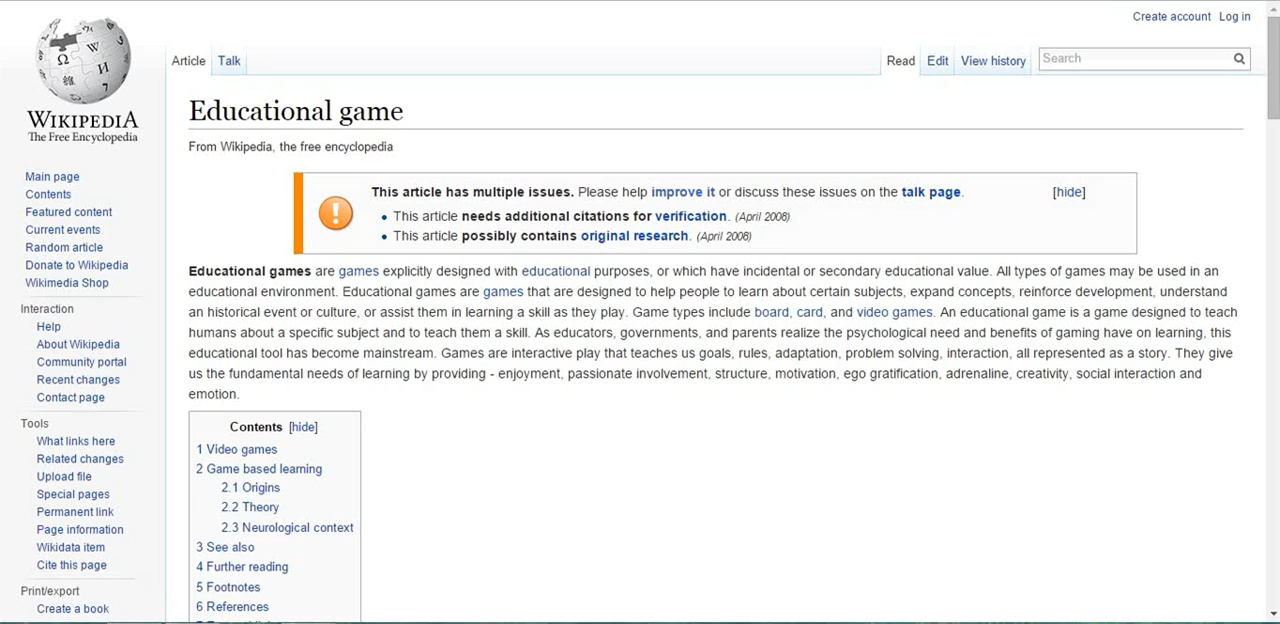 Create account Log in
Article Talk Read Edit View history Search
WIKIPEDIA
The Free Encyclopedia
Main page
Contents
Featured content
Current events
Random article
Donate to Wikipedia
Wikimedia Shop
Interaction
Help
About Wikipedia
Community portal
Recent changes
Contact page
Tools
What links here
Related changes
Upload file
Special pages
Permanent link
Page information
Wikidata item
Cite this page
Print/export
Create a book
Educational game
From Wikipedia, the free encyclopedia
This article has multiple issues. Please help improve it or discuss these issues on the talk page. [hide]
• This article needs additional citations for verification. (April 2008)
• This article possibly contains original research. (April 2008)
Educational games are games explicitly designed with educational purposes, or which have incidental or secondary educational value. All types of games may be used in an
educational environment. Educational games are games that are designed to help people to learn about certain subjects, expand concepts, reinforce development, understand
an historical event or culture, or assist them in learning a skill as they play. Game types include board, card, and video games. An educational game is a game designed to teach
humans about a specific subject and to teach them a skill. As educators, governments, and parents realize the psychological need and benefits of gaming have on learning, this
educational tool has become mainstream. Games are interactive play that teaches us goals, rules, adaptation, problem solving, interaction, all represented as a story. They give
us the fundamental needs of learning by providing - enjoyment, passionate involvement, structure, motivation, ego gratification, adrenaline, creativity, social interaction and
emotion.
Contents [hide]
1 Video games
2 Game based learning
2.1 Origins
2.2 Theory
2.3 Neurological context
3 See also
4 Further reading
5 Footnotes
6 References